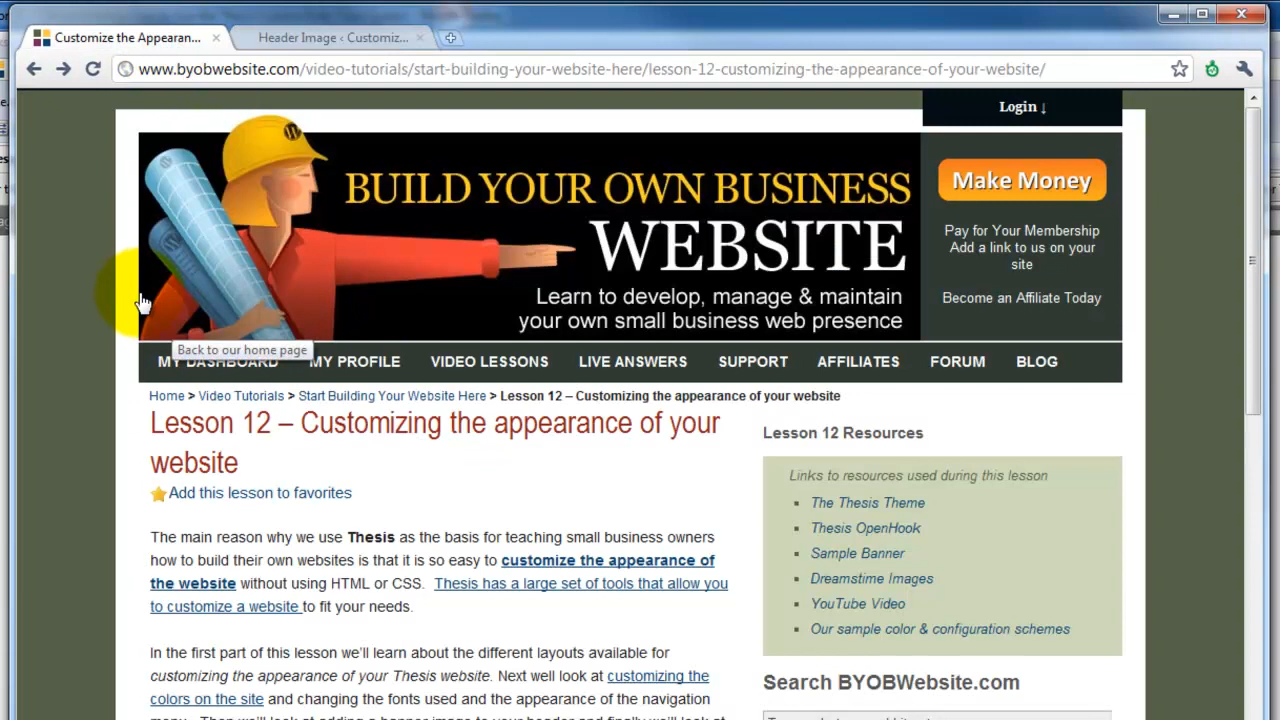 Customize the Appearan...
Header Image ‹ Customiz...
www.byobwebsite.com/video-tutorials/start-building-your-website-here/lesson-12-customizing-the-appearance-of-your-website/
Login ↓
BUILD YOUR OWN BUSINESS
WEBSITE
Learn to develop, manage & maintain
your own small business web presence
Make Money
Pay for Your Membership
Add a link to us on your
site
Become an Affiliate Today
Back to our home page
MY DASHBOARD MY PROFILE VIDEO LESSONS LIVE ANSWERS SUPPORT AFFILIATES FORUM BLOG
Home > Video Tutorials > Start Building Your Website Here > Lesson 12 – Customizing the appearance of your website
Lesson 12 – Customizing the appearance of your
website
Add this lesson to favorites
The main reason why we use Thesis as the basis for teaching small business owners
how to build their own websites is that it is so easy to customize the appearance of
the website without using HTML or CSS. Thesis has a large set of tools that allow you
to customize a website to fit your needs.
In the first part of this lesson we'll learn about the different layouts available for
customizing the appearance of your Thesis website. Next well look at customizing the
colors on the site and changing the fonts used and the appearance of the navigation
Lesson 12 Resources
Links to resources used during this lesson
The Thesis Theme
Thesis OpenHook
Sample Banner
Dreamstime Images
YouTube Video
Our sample color & configuration schemes
Search BYOBWebsite.com